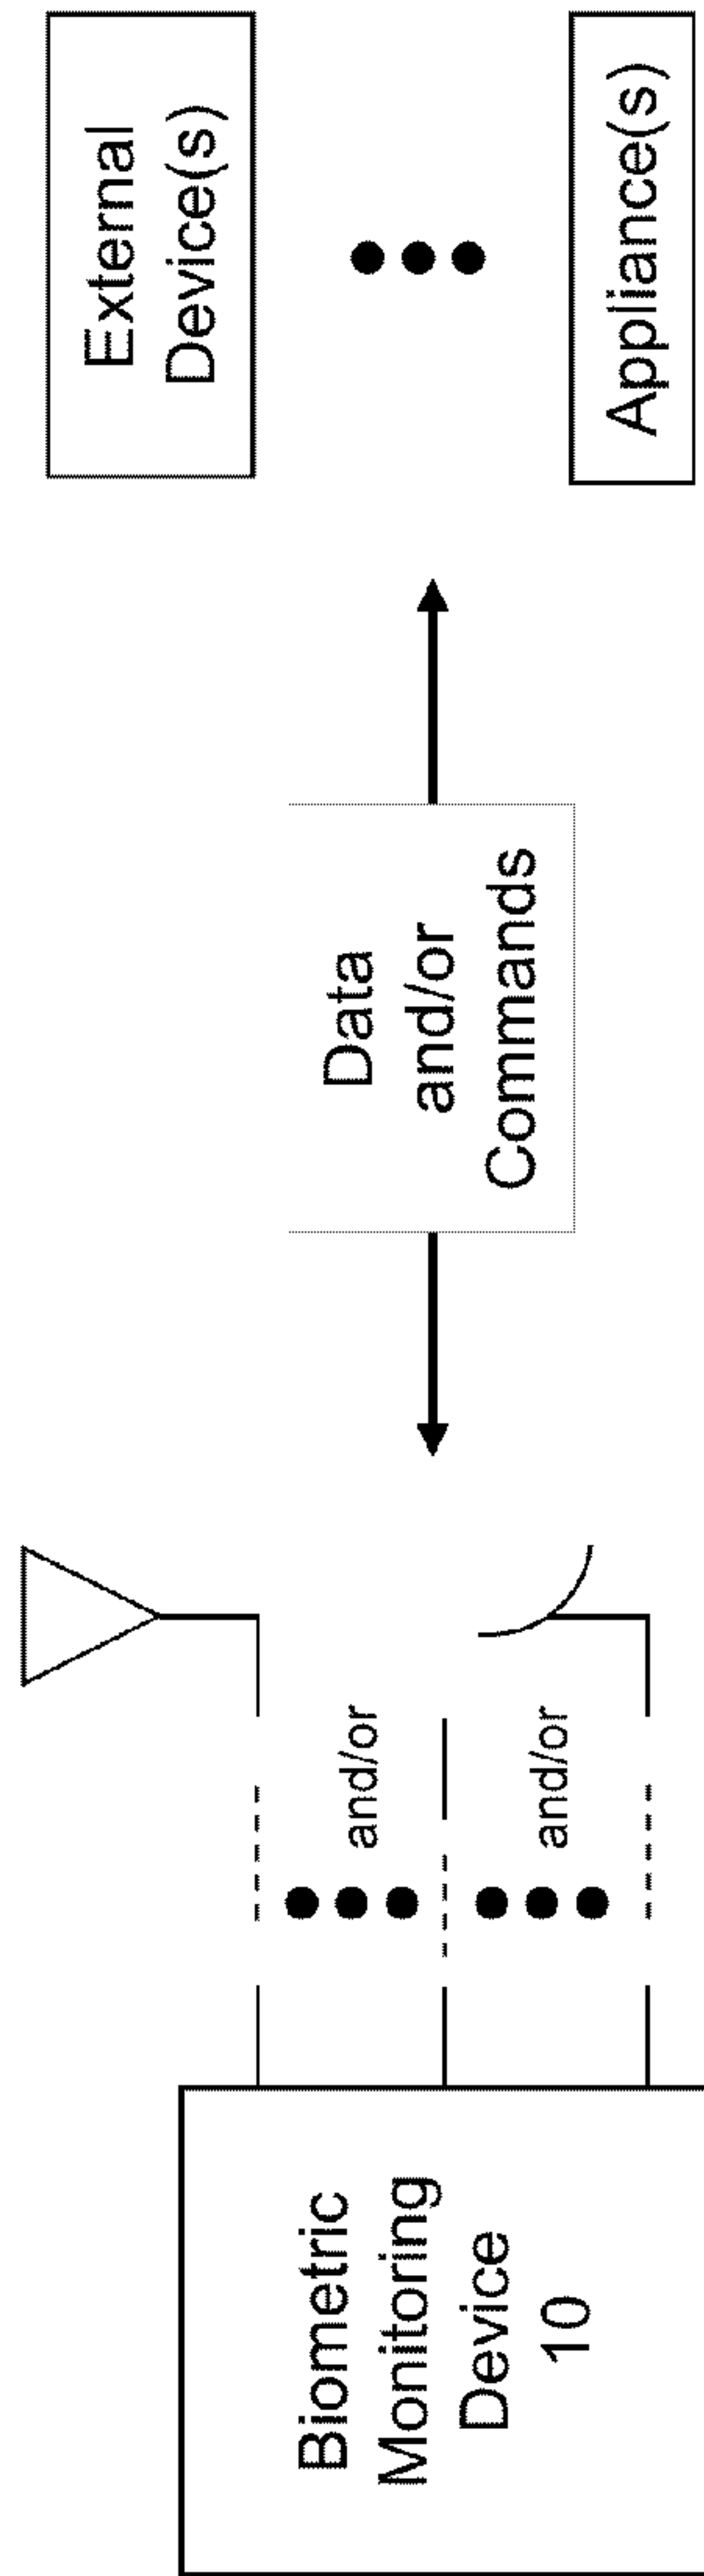 Biometric
Monitoring
Device
10
and/or
and/or
Data
and/or
Commands
External
Device(s)
Appliance(s)